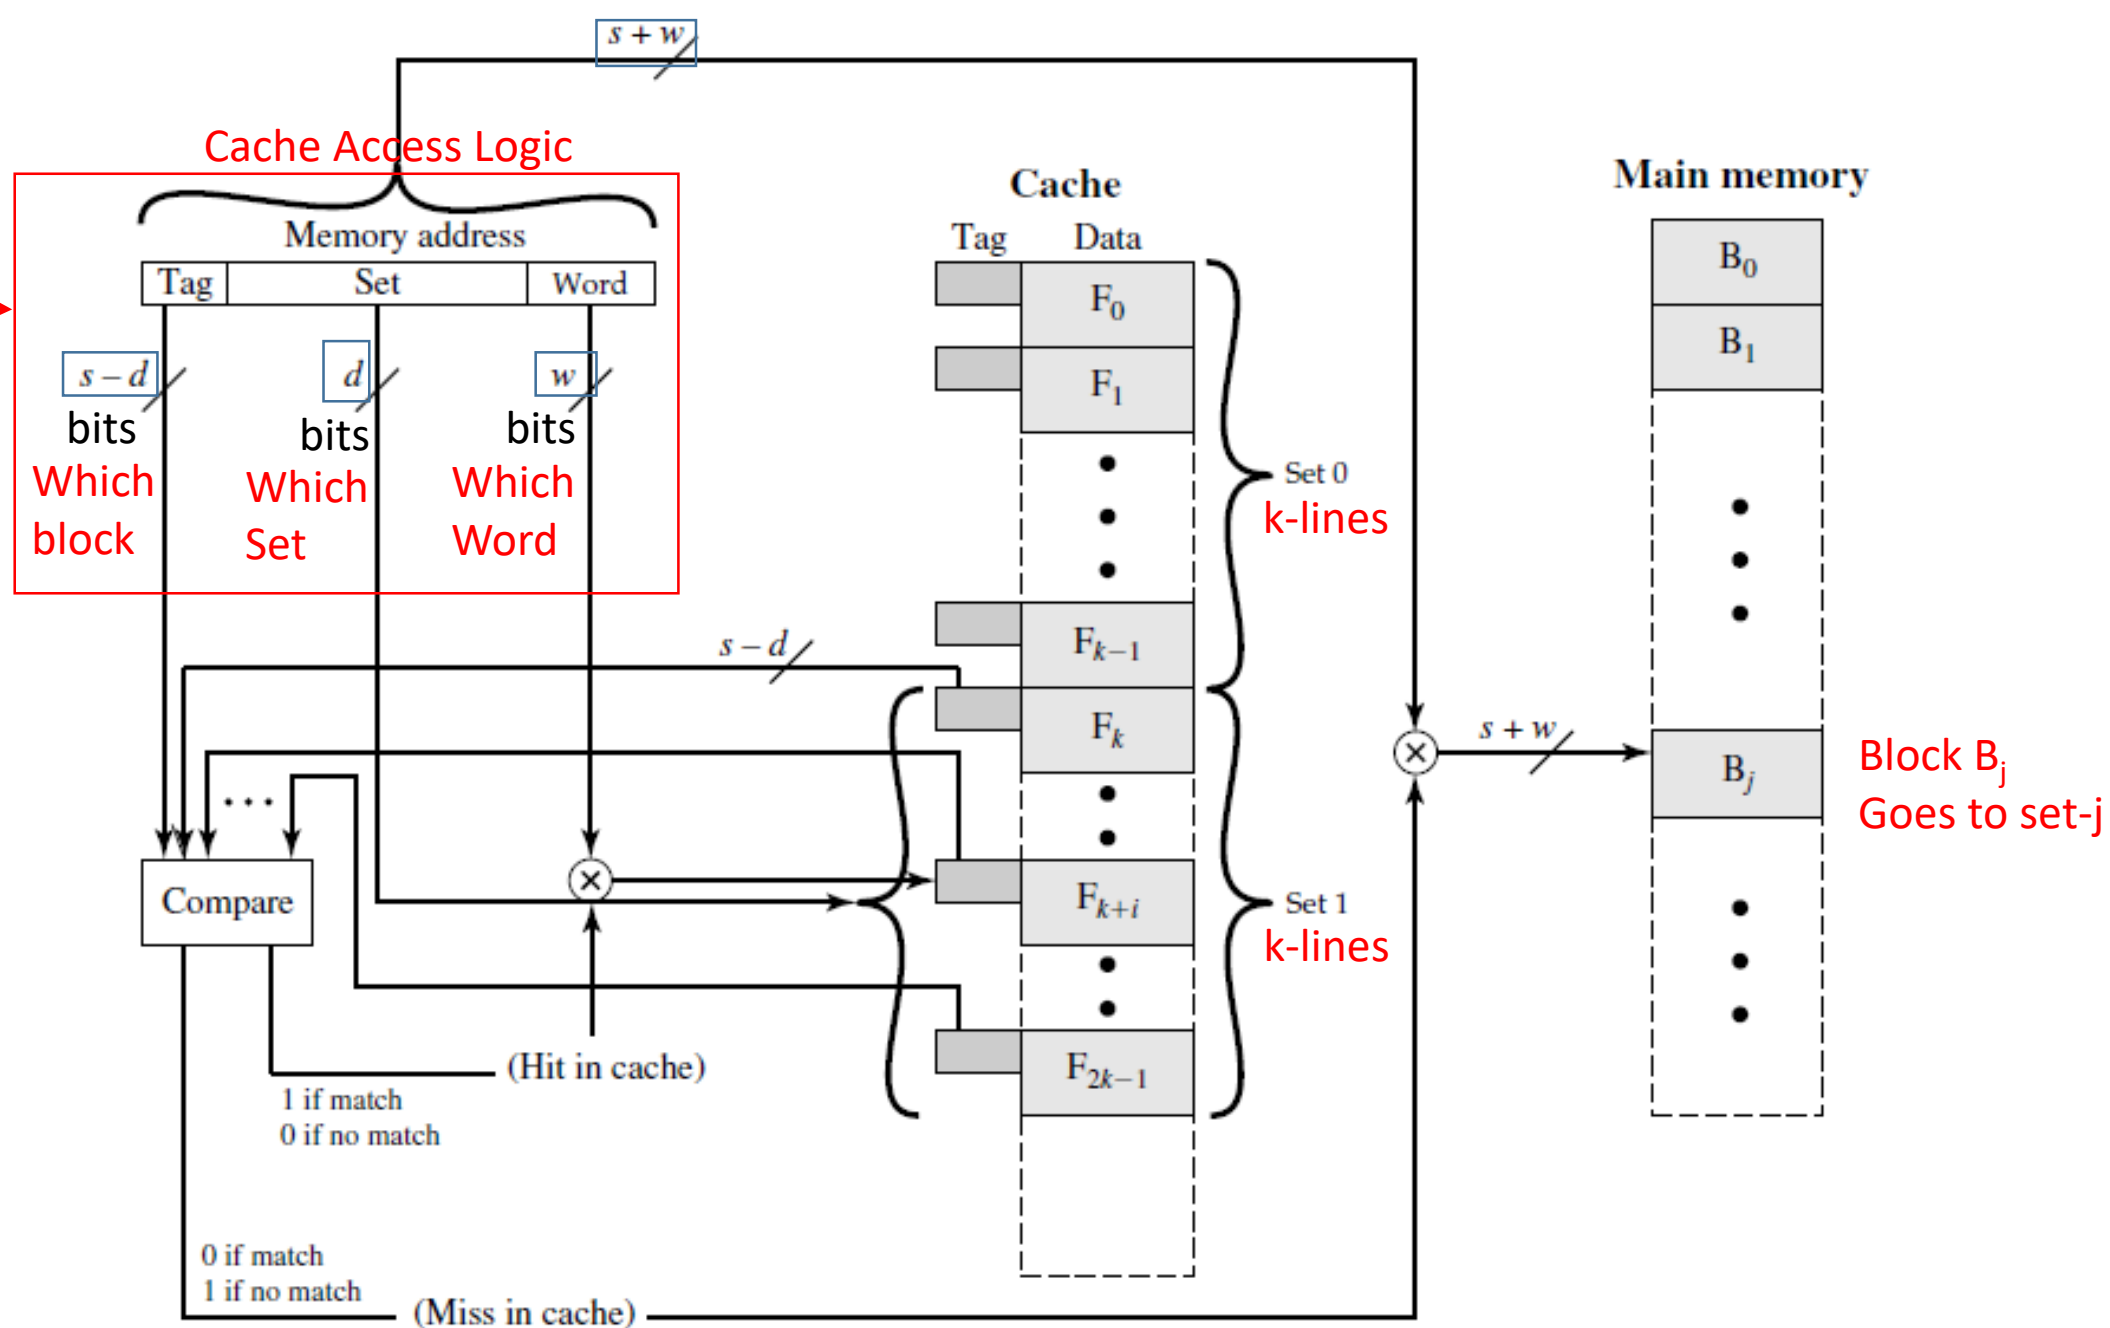 s + w
Cache Access Logic
Memory address
Tag Set Word
s – d
bits
Which
block
d
bits
Which
Set
w
bits
Which
Word
Cache
Tag Data
F0
F1
Fk–1
Fk
Fk+i
F2k–1
Set 0
k-lines
Set 1
k-lines
s – d
...
Compare
(Hit in cache)
1 if match
0 if no match
0 if match
1 if no match
(Miss in cache)
s + w
Main memory
B0
B1
Bj
Block Bj
Goes to set-j